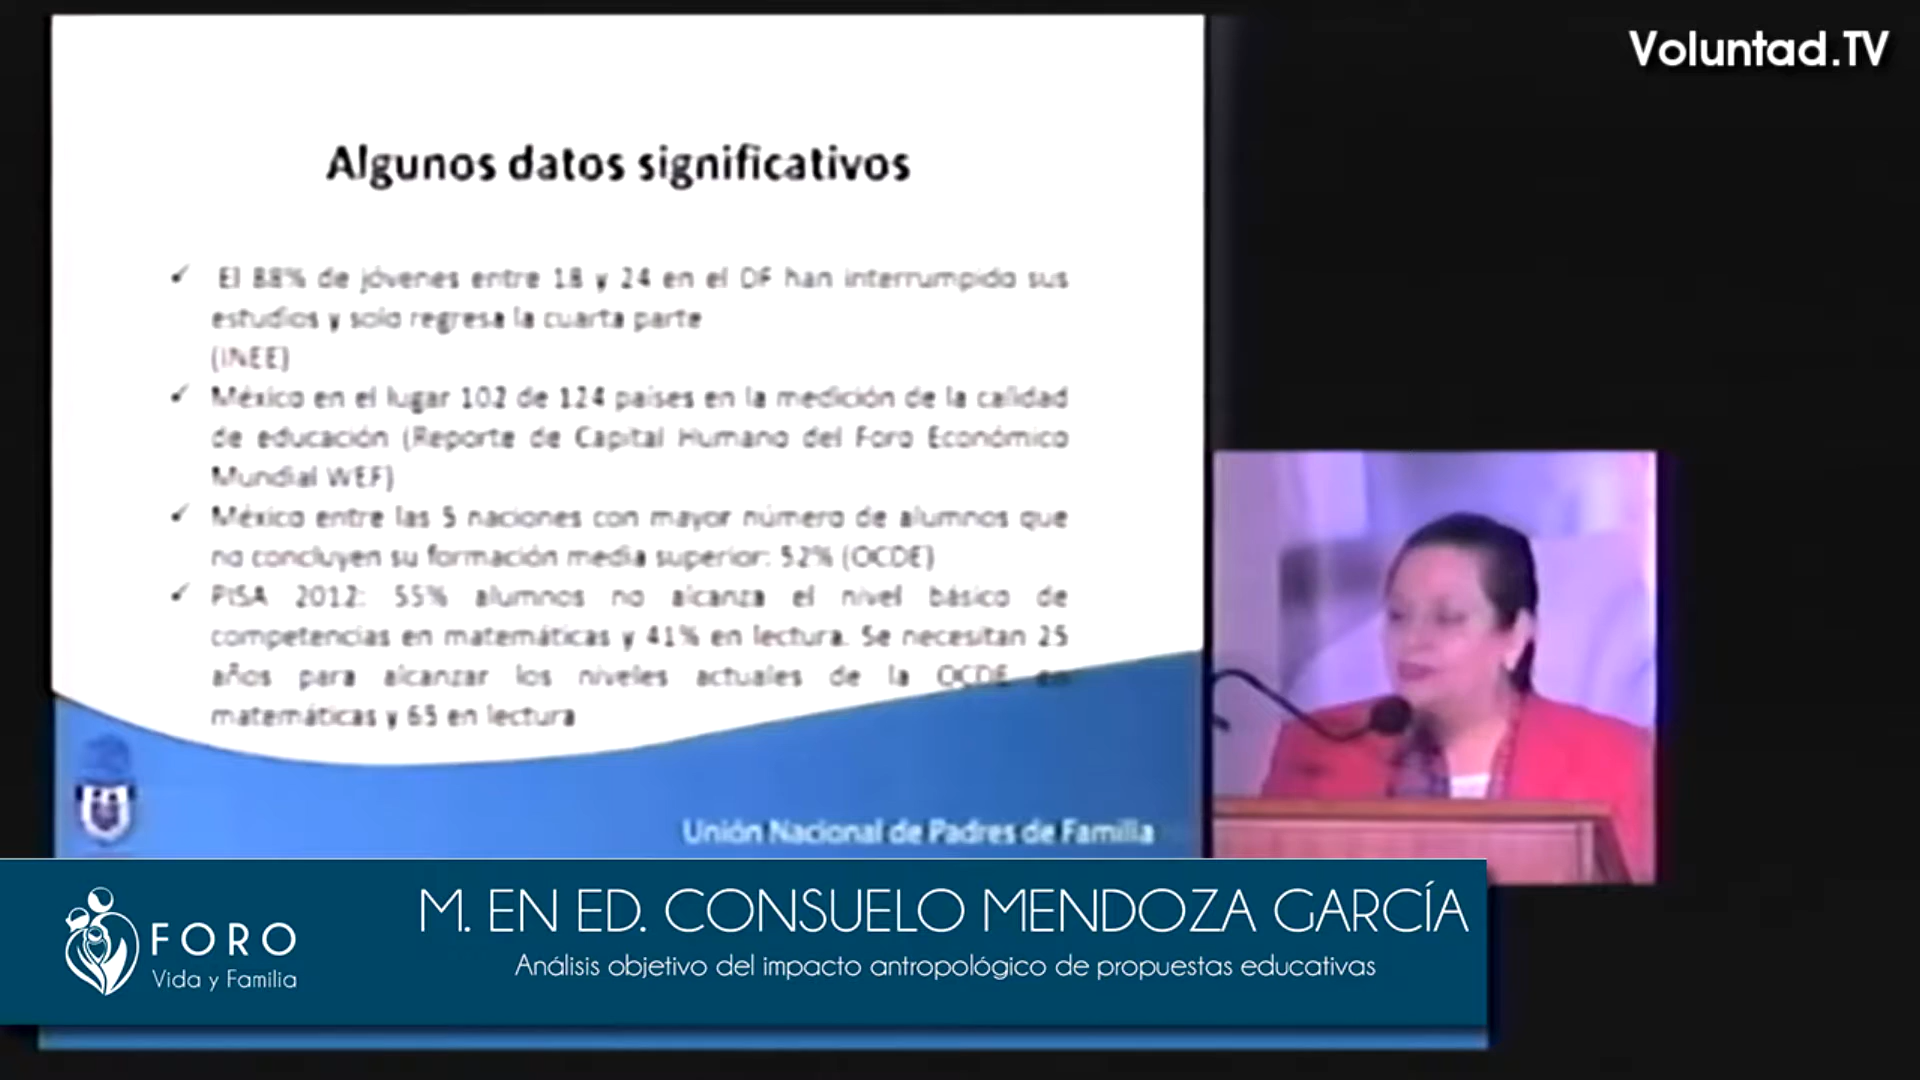 Voluntad.TV
Algunos datos significativos
✓ El 88% de jóvenes entre 18 y 24 en el DF han interrumpido sus
estudios y solo regresa la cuarta parte
(INEE)
✓ México en el lugar 102 de 124 países en la medición de la calidad
de educación (Reporte de Capital Humano del Foro Económico
Mundial WEF)
✓ México entre las 5 naciones con mayor número de alumnos que
no concluyen su formación media superior: 52% (OCDE)
✓ PISA 2012: 55% alumnos no alcanza el nivel básico de
competencias en matemáticas y 41% en lectura. Se necesitan 25
años para alcanzar los niveles actuales de la OCDE en
matemáticas y 65 en lectura
Unión Nacional de Padres de Familia
FORO
Vida y Familia
M. EN ED. CONSUELO MENDOZA GARCÍA
Análisis objetivo del impacto antropológico de propuestas educativas